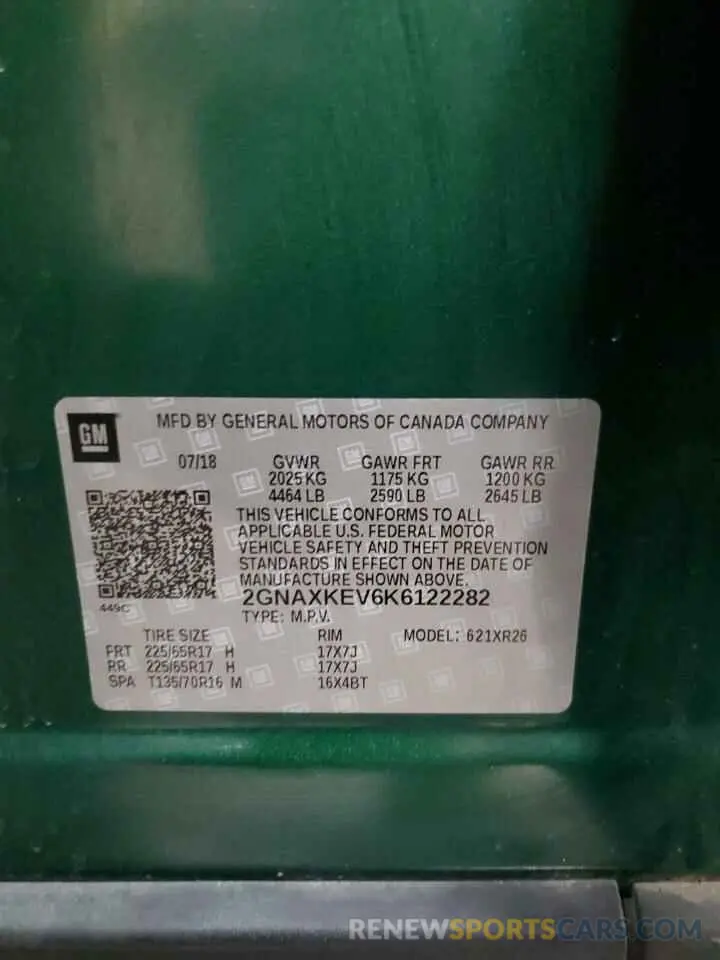 GM
MFD BY GENERAL MOTORS OF CANADA COMPANY
07/18 GVWR GAWR FRT GAWR RR
2025 KG 1175 KG 1200 KG
4464 LB 2590 LB 2645 LB
THIS VEHICLE CONFORMS TO ALL
APPLICABLE U.S. FEDERAL MOTOR
VEHICLE SAFETY AND THEFT PREVENTION
STANDARDS IN EFFECT ON THE DATE OF
MANUFACTURE SHOWN ABOVE.
449C 2GNAXKEV6K6122282
TYPE: M.P.V.
TIRE SIZE RIM MODEL: 621XR26
FRT 225/65R17 H 17X7J
RR 225/65R17 H 17X7J
SPA T135/70R16 M 16X4BT
RENEWSPORTSCARS.COM